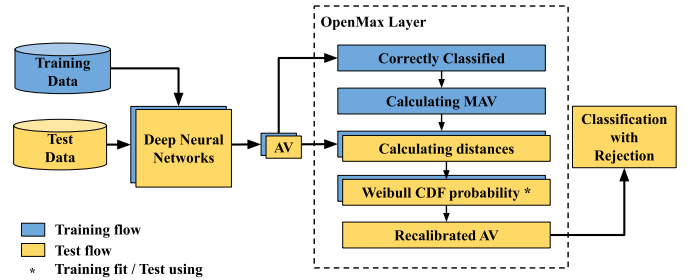 OpenMax Layer
Training
Data
Correctly Classified
Calculating MAV
Test
Data
Deep Neural
Networks
AV
Calculating distances
Classification
with
Rejection
Weibull CDF probability *
Recalibrated AV
Training flow
Test flow
* Training fit / Test using